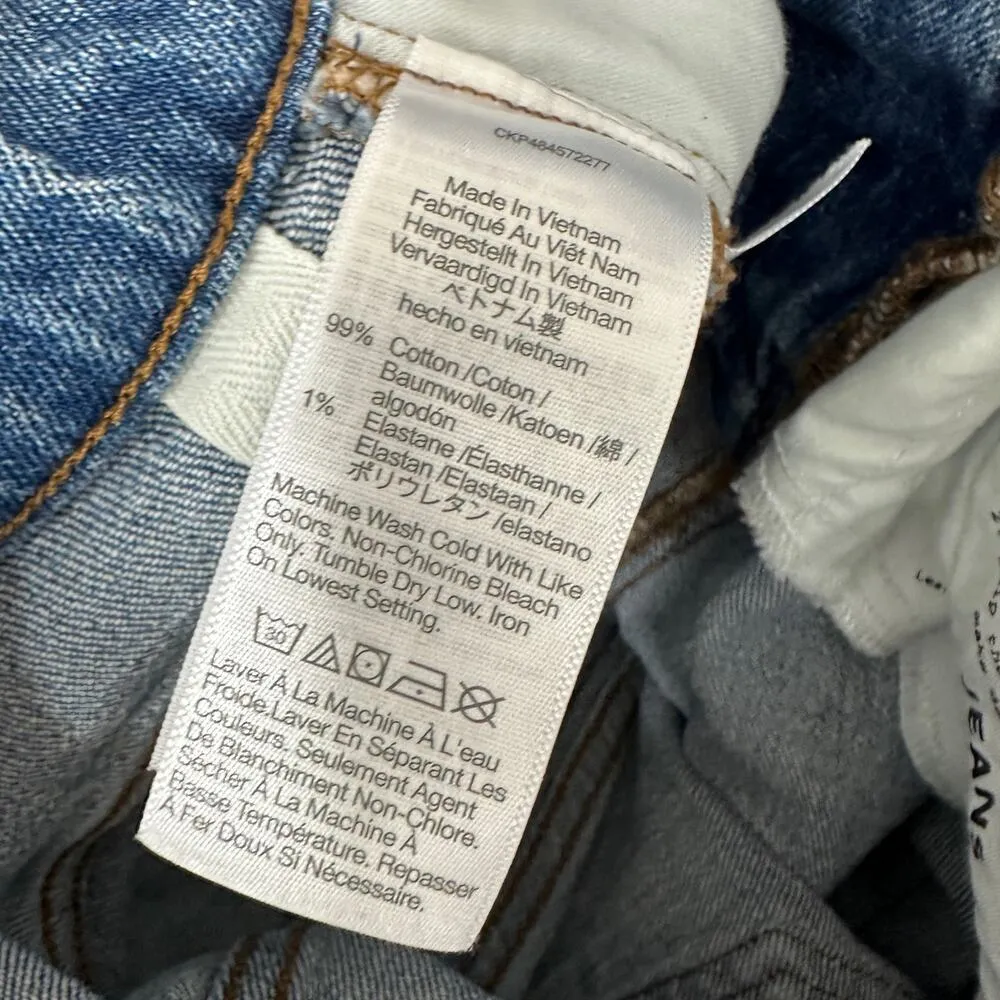 CKP484572277
Made In Vietnam
Fabriqué Au Viêt Nam
Hergestellt In Vietnam
Vervaardigd In Vietnam
ベトナム製
hecho en vietnam
99% Cotton /Coton /
Baumwolle /Katoen /綿 /
algodón
1% Elastane /Élasthanne /
Elastan /Elastaan /
ポリウレタン /elastano
Machine Wash Cold With Like
Colors. Non-Chlorine Bleach
Only. Tumble Dry Low. Iron
On Lowest Setting.
30
Laver À La Machine À L'eau
Froide.Laver En Séparant Les
Couleurs. Seulement Agent
De Blanchiment Non-Chlore.
Sécher À La Machine À
Basse Température. Repasser
À Fer Doux Si Nécessaire.
make
JEANS